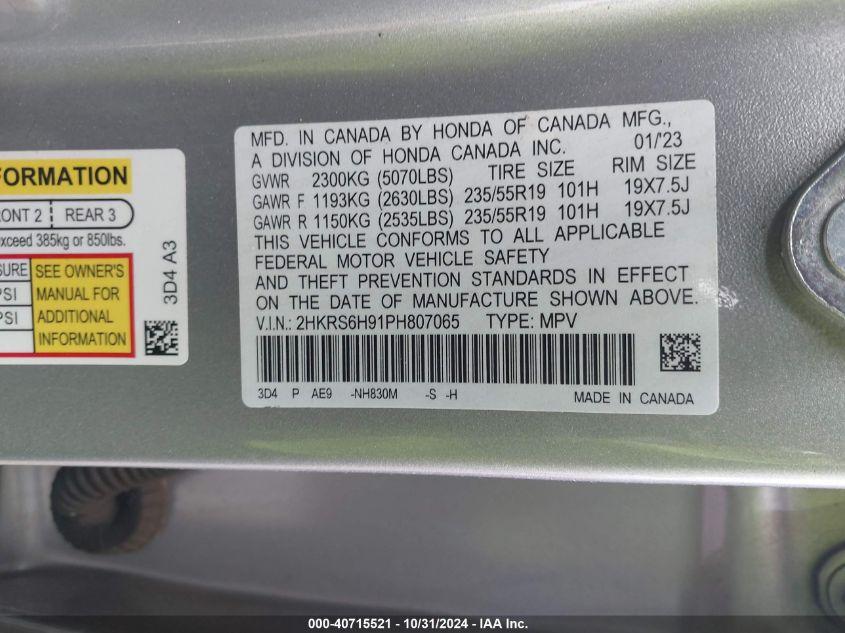 FORMATION
RONT 2 REAR 3
exceed 385kg or 850lbs.
SURE SEE OWNER'S
PSI MANUAL FOR
PSI ADDITIONAL
INFORMATION
3D4 A3
MFD. IN CANADA BY HONDA OF CANADA MFG.,
A DIVISION OF HONDA CANADA INC. 01/'23
GVWR 2300KG (5070LBS) TIRE SIZE RIM SIZE
GAWR F 1193KG (2630LBS) 235/55R19 101H 19X7.5J
GAWR R 1150KG (2535LBS) 235/55R19 101H 19X7.5J
THIS VEHICLE CONFORMS TO ALL APPLICABLE
FEDERAL MOTOR VEHICLE SAFETY
AND THEFT PREVENTION STANDARDS IN EFFECT
ON THE DATE OF MANUFACTURE SHOWN ABOVE.
V.I.N.: 2HKRS6H91PH807065 TYPE: MPV
3D4 P AE9 -NH830M -S -H MADE IN CANADA
000-40715521 - 10/31/2024 - IAA Inc.